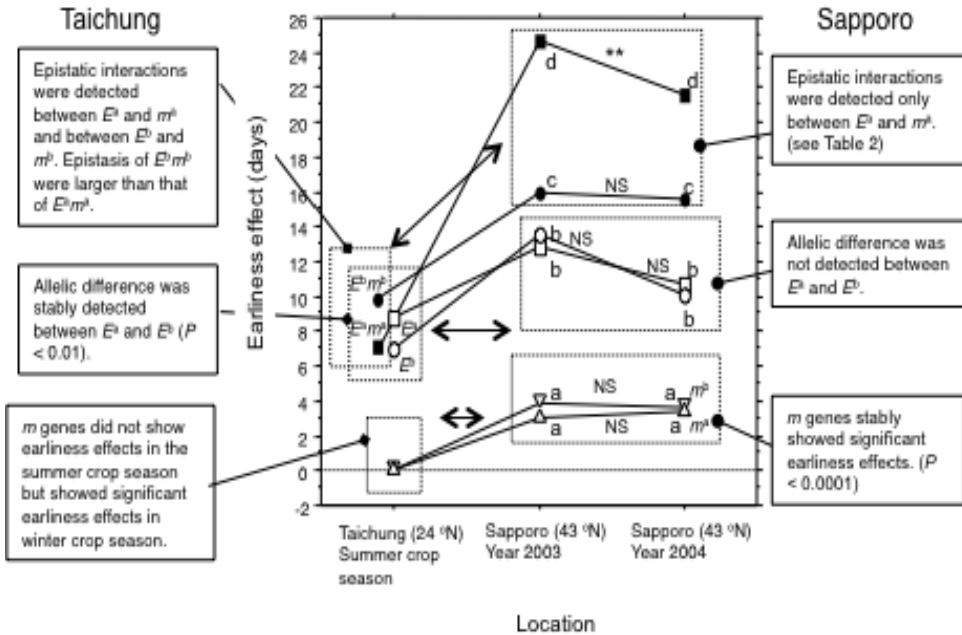 Taichung
Sapporo
Epistatic interactions
were detected
between Eᵃ and mᵃ
and between Eᵇ and
mᵇ. Epistasis of Eᵇmᵇ
were larger than that
of Eᵃmᵃ.
Allelic difference was
stably detected
between Eᵃ and Eᵇ (P
< 0.01).
m genes did not show
earliness effects in the
summer crop season
but showed significant
earliness effects in
winter crop season.
Earliness effect (days)
26
24
22
20
18
16
14
12
10
8
6
4
2
0
-2
d
**
d
c
NS
c
b
NS
b
NS
b
b
Eᵇmᵇ
Eᵃmᵃ
Eᵃ
Eᵇ
a
NS
a
mᵇ
a
NS
a
mᵃ
Taichung (24 ºN)
Summer crop
season
Sapporo (43 ºN)
Year 2003
Sapporo (43 ºN)
Year 2004
Location
Epistatic interactions
were detected only
between Eᵃ and mᵃ.
(see Table 2)
Allelic difference was
not detected between
Eᵃ and Eᵇ.
m genes stably
showed significant
earliness effects. (P
< 0.0001)